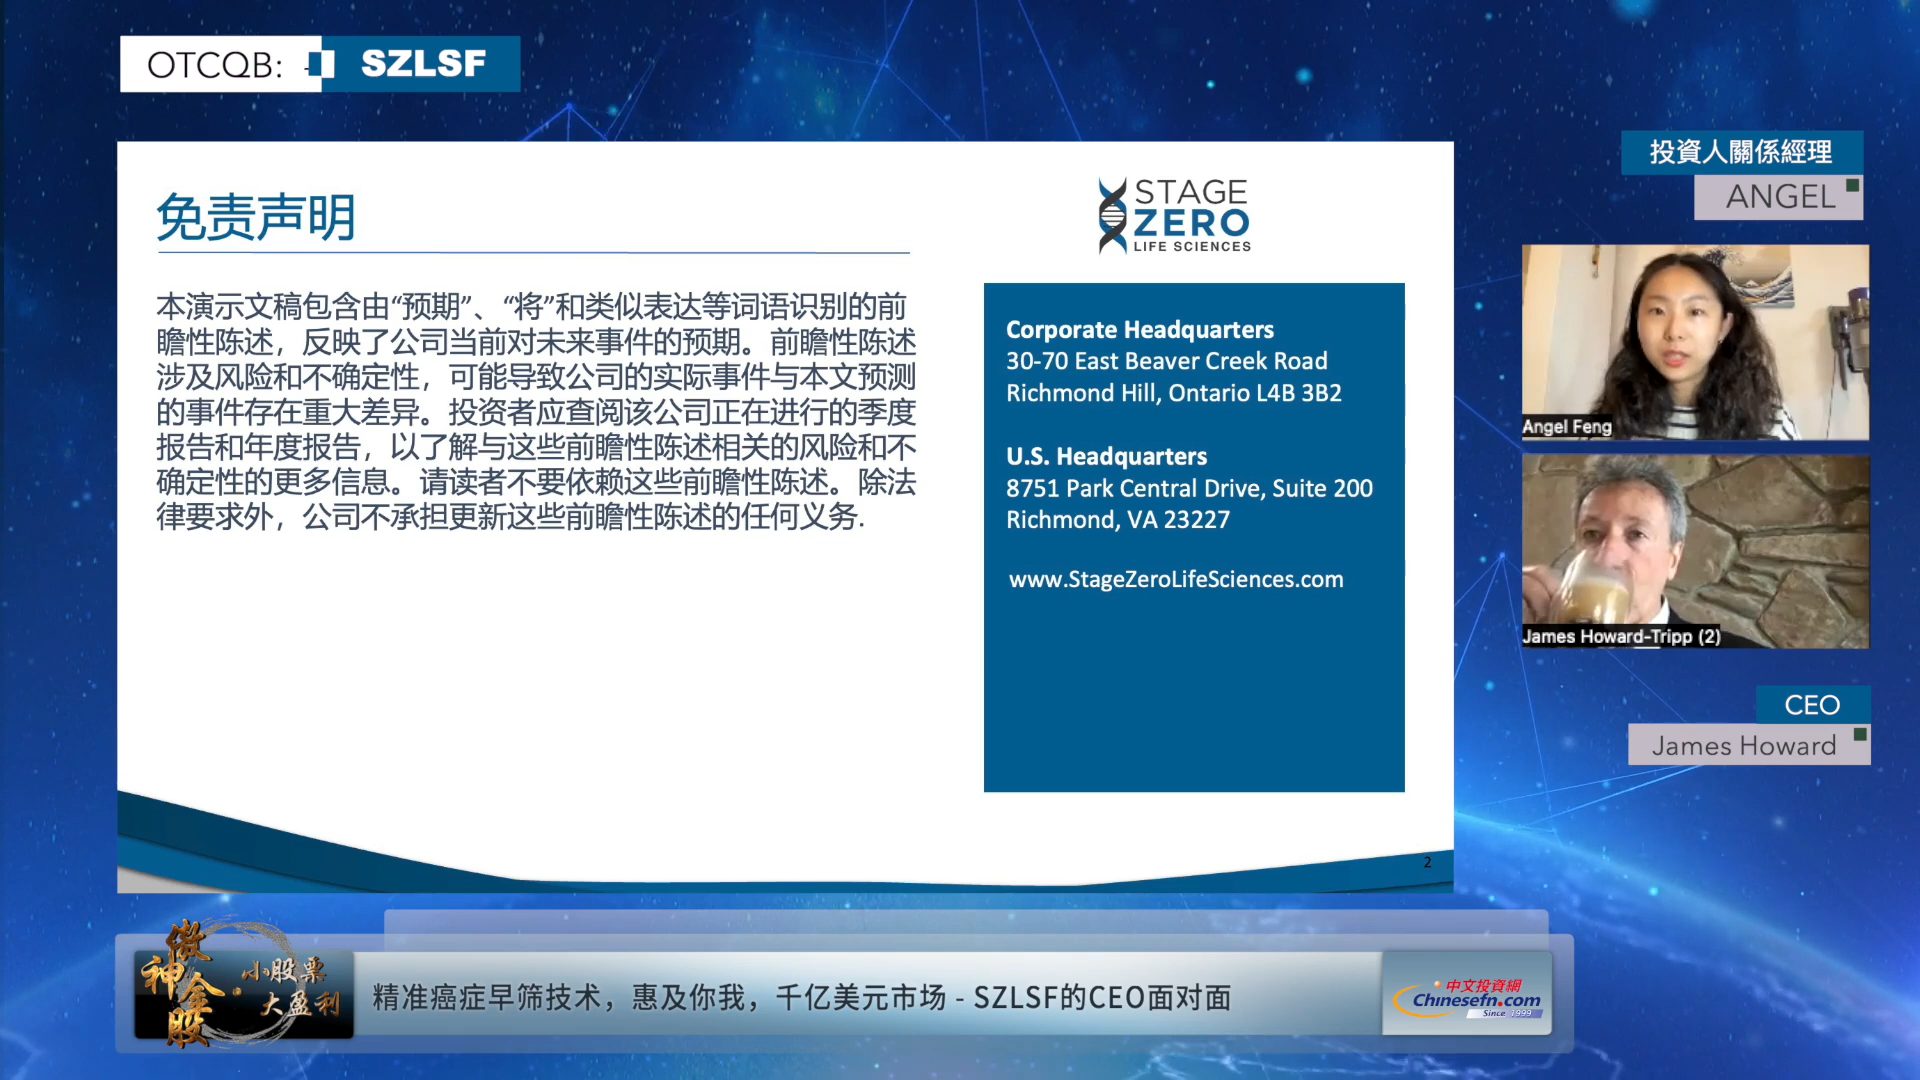 OTCQB:
SZLSF
投資人關係經理
ANGEL
免责声明
STAGE
ZERO
LIFE SCIENCES
本演示文稿包含由“预期”、“将”和类似表达等词语识别的前
瞻性陈述，反映了公司当前对未来事件的预期。前瞻性陈述
涉及风险和不确定性，可能导致公司的实际事件与本文预测
的事件存在重大差异。投资者应查阅该公司正在进行的季度
报告和年度报告，以了解与这些前瞻性陈述相关的风险和不
确定性的更多信息。请读者不要依赖这些前瞻性陈述。除法
律要求外，公司不承担更新这些前瞻性陈述的任何义务.
Corporate Headquarters
30-70 East Beaver Creek Road
Richmond Hill, Ontario L4B 3B2
U.S. Headquarters
8751 Park Central Drive, Suite 200
Richmond, VA 23227
www.StageZeroLifeSciences.com
2
Angel Feng
James Howard-Tripp (2)
CEO
James Howard
傲神金股·小股票
大盈利
精准癌症早筛技术，惠及你我，千亿美元市场 - SZLSF的CEO面对面
中文投資網
Chinesefn.com
Since 1999